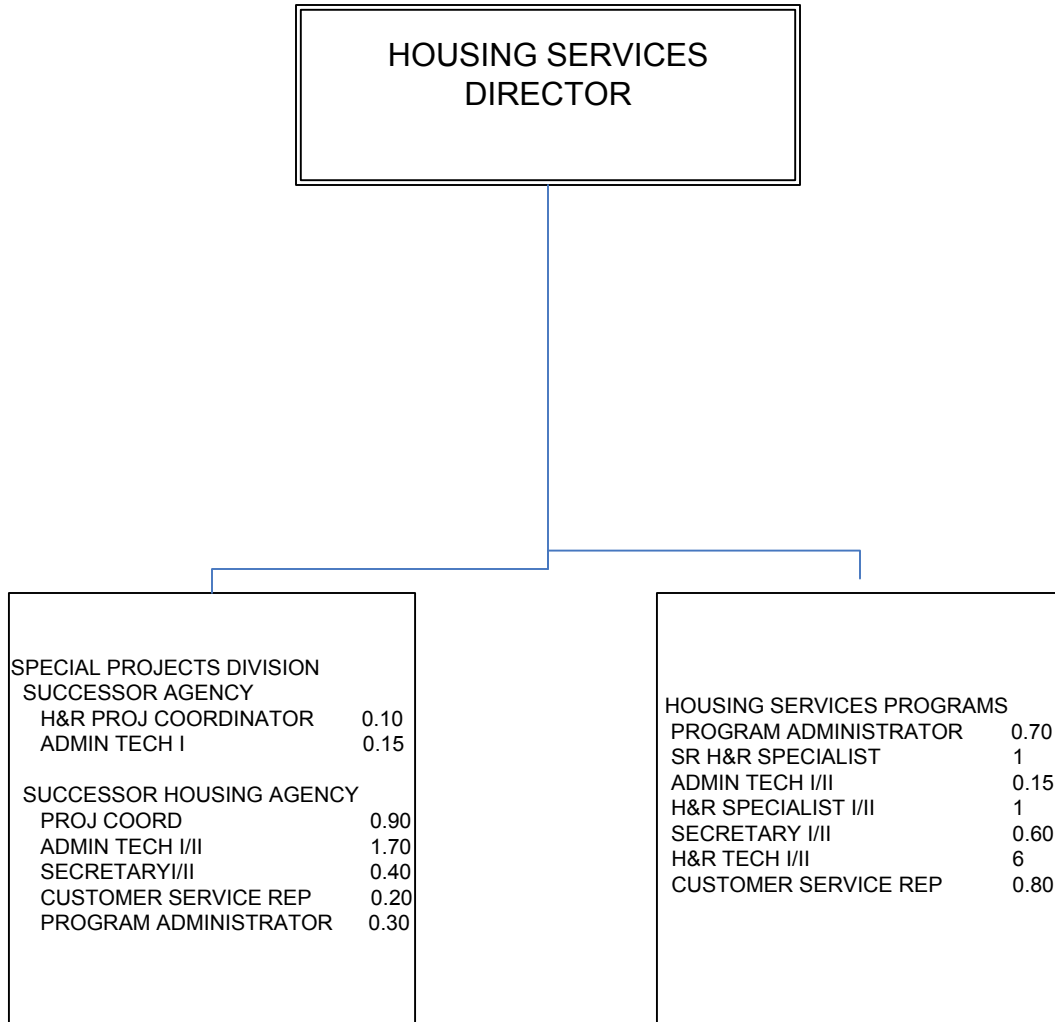 HOUSING SERVICES
DIRECTOR
SPECIAL PROJECTS DIVISION
SUCCESSOR AGENCY
H&R PROJ COORDINATOR 0.10
ADMIN TECH I 0.15
SUCCESSOR HOUSING AGENCY
PROJ COORD 0.90
ADMIN TECH I/II 1.70
SECRETARYI/II 0.40
CUSTOMER SERVICE REP 0.20
PROGRAM ADMINISTRATOR 0.30
HOUSING SERVICES PROGRAMS
PROGRAM ADMINISTRATOR 0.70
SR H&R SPECIALIST 1
ADMIN TECH I/II 0.15
H&R SPECIALIST I/II 1
SECRETARY I/II 0.60
H&R TECH I/II 6
CUSTOMER SERVICE REP 0.80